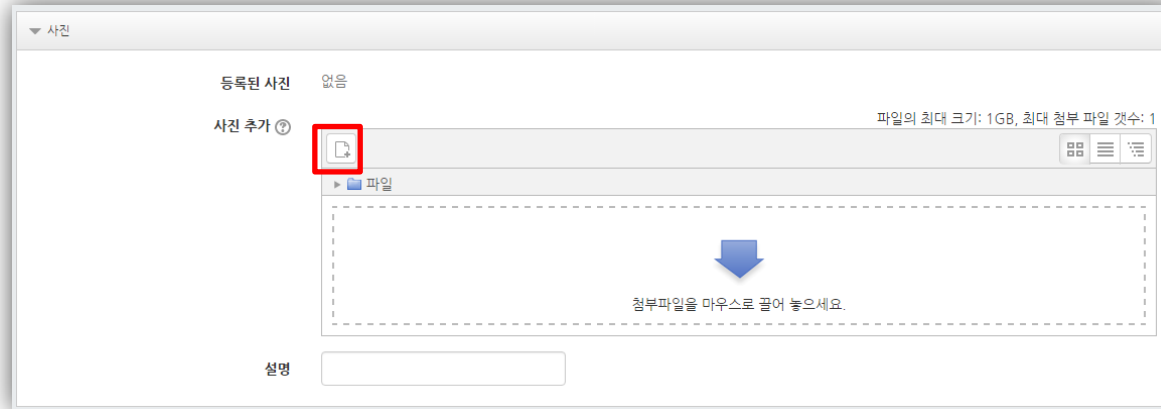 사진
등록된 사진 없음
파일의 최대 크기: 1GB, 최대 첨부 파일 갯수: 1
사진 추가 ?
파일
첨부파일을 마우스로 끌어 놓으세요.
설명